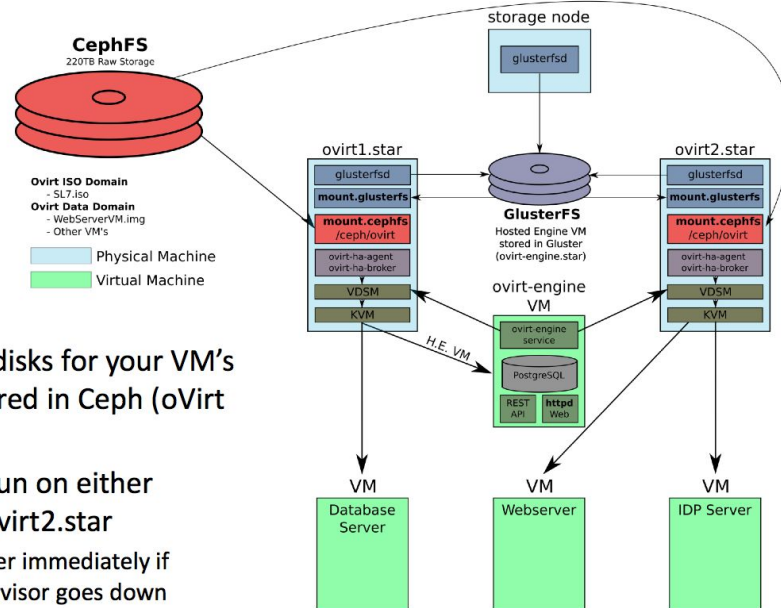 CephFS
220TB Raw Storage
Ovirt ISO Domain
- SL7.iso
Ovirt Data Domain
- WebServerVM.img
- Other VM's
Physical Machine
Virtual Machine
disks for your VM's
red in Ceph (oVirt
un on either
virt2.star
er immediately if
visor goes down
storage node
glusterfsd
ovirt1.star
glusterfsd
mount.glusterfs
mount.cephfs
/ceph/ovirt
ovirt-ha-agent
ovirt-ha-broker
VDSM
KVM
GlusterFS
Hosted Engine VM
stored in Gluster
(ovirt-engine.star)
ovirt-engine
VM
ovirt-engine
service
PostgreSQL
REST
API
httpd
Web
H.E. VM
ovirt2.star
glusterfsd
mount.glusterfs
mount.cephfs
/ceph/ovirt
ovirt-ha-agent
ovirt-ha-broker
VDSM
KVM
VM
Database
Server
VM
Webserver
VM
IDP Server